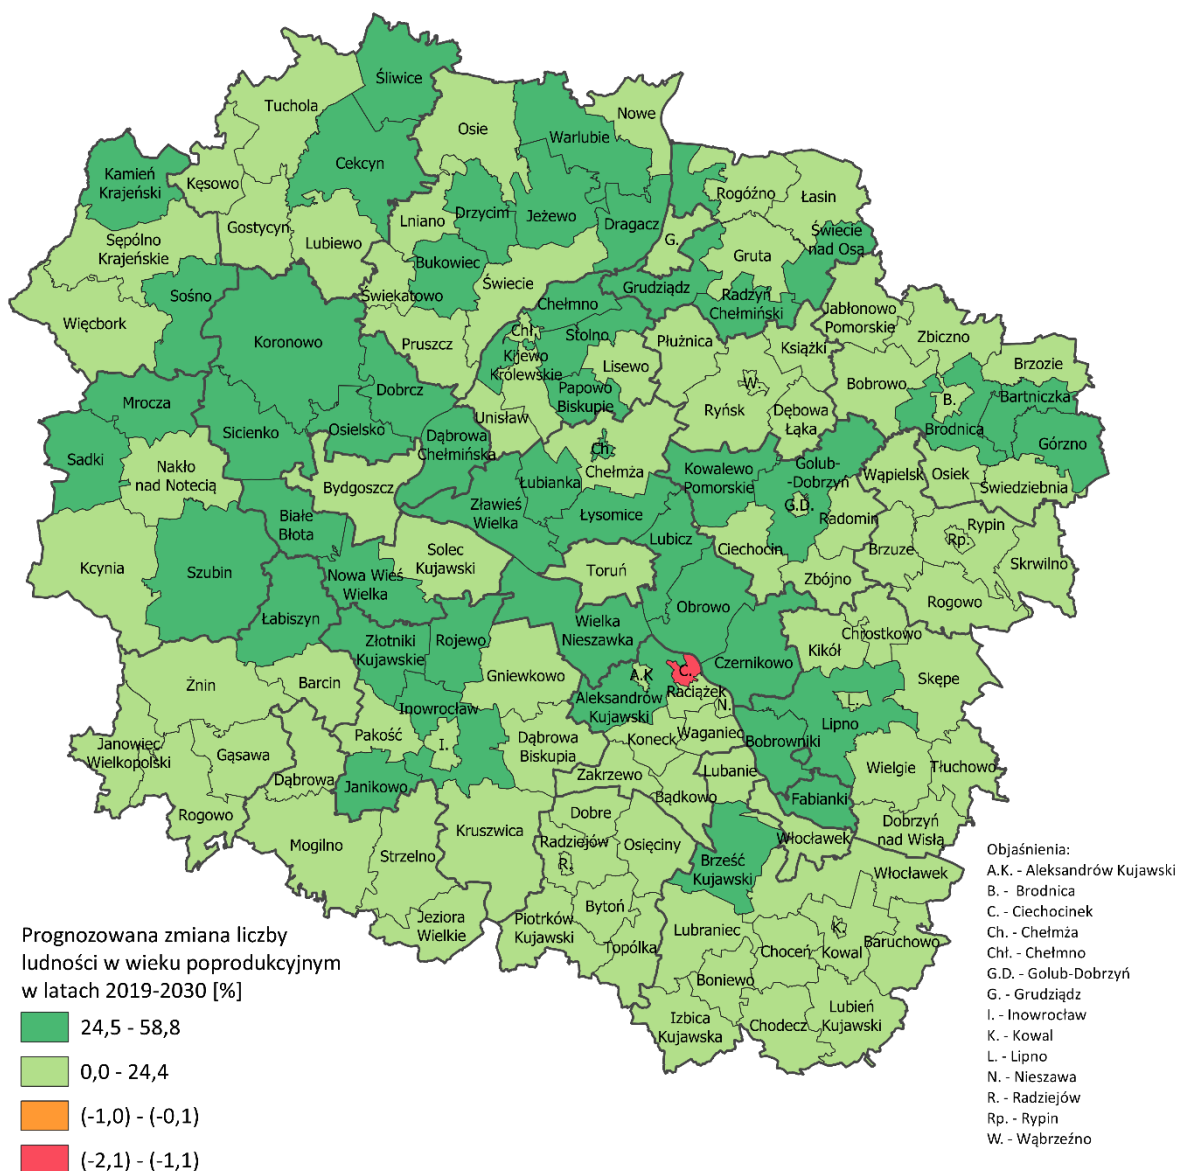 Śliwice
Tuchola
Nowe
Osie
Warlubie
Cekcyn
Kamień
Krajeński
Kęsowo
Rogóźno
Łasin
Lniano
Drzycim
Jeżewo
Dragacz
Gostycyn
Lubiewo
Sępólno
Krajeńskie
G.
Świecie
nad Osą
Gruta
Bukowiec
Świecie
Sośno
Świekatowo
Grudziądz
Radzyń
Chełmiński
Chełmno
Jabłonowo
Pomorskie
Więcbork
Koronowo
Pruszcz
Chł.
Stolno
Płużnica
Książki
Zbiczno
Kijewo
Królewskie
Lisewo
Brzozie
Dobrcz
Papowo
Biskupie
W.
Bobrowo
B.
Bartniczka
Mrocza
Unisław
Ryńsk
Dębowa
Łąka
Brodnica
Górzno
Sicienko
Osielsko
Dąbrowa
Chełmińska
Ch.
Chełmża
Sadki
Nakło
nad Notecią
Bydgoszcz
Łubianka
Kowalewo
Pomorskie
Golub-
-Dobrzyń
Wąpielsk
Osiek
Świedziebnia
Zławieś
Wielka
Łysomice
G.D.
Radomin
Białe
Błota
Lubicz
Ciechocin
Rypin
Rp.
Brzuze
Kcynia
Szubin
Solec
Kujawski
Toruń
Skrwilno
Nowa Wieś
Wielka
Zbójno
Rogowo
Łabiszyn
Obrowo
Wielka
Nieszawka
Złotniki
Kujawskie
Rojewo
Chrostkowo
Kikół
Czernikowo
Żnin
Barcin
Gniewkowo
A.K
C.
Raciążek
Skępe
Aleksandrów
Kujawski
N.
Inowrocław
L.
Lipno
Pakość
I.
Dąbrowa
Biskupia
Koneck
Waganiec
Bobrowniki
Janowiec
Wielkopolski
Gąsawa
Dąbrowa
Janikowo
Zakrzewo
Lubanie
Wielgie
Tłuchowo
Bądkowo
Fabianki
Rogowo
Dobre
Dobrzyń
nad Wisłą
Kruszwica
Mogilno
Strzelno
Radziejów
R.
Osięciny
Włocławek
Brześć
Kujawski
Włocławek
Bytoń
Jeziora
Wielkie
Piotrków
Kujawski
Topólka
Lubraniec
K.
Kowal
Baruchowo
Choceń
Boniewo
Izbica
Kujawska
Chodecz
Lubień
Kujawski
Prognozowana zmiana liczby
ludności w wieku poprodukcyjnym
w latach 2019-2030 [%]
24,5 - 58,8
0,0 - 24,4
(-1,0) - (-0,1)
(-2,1) - (-1,1)
Objaśnienia:
A.K. - Aleksandrów Kujawski
B. - Brodnica
C. - Ciechocinek
Ch. - Chełmża
Chł. - Chełmno
G.D. - Golub-Dobrzyń
G. - Grudziądz
I. - Inowrocław
K. - Kowal
L. - Lipno
N. - Nieszawa
R. - Radziejów
Rp. - Rypin
W. - Wąbrzeźno